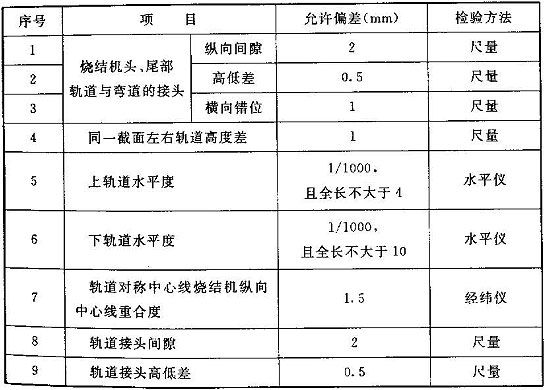 序号 项 目 允许偏差(mm) 检验方法
1 烧结机头、尾部轨道与弯道的接头 纵向间隙 2 尺量
2 高低差 0.5 尺量
3 横向错位 1 尺量
4 同一截面左右轨道高度差 1 尺量
5 上轨道水平度 1/1000,
且全长不大于4 水平仪
6 下轨道水平度 1/1000,
且全长不大于10 水平仪
7 轨道对称中心线烧结机纵向
中心线重合度 1.5 经纬仪
8 轨道接头间隙 2 尺量
9 轨道接头高低差 0.5 尺量